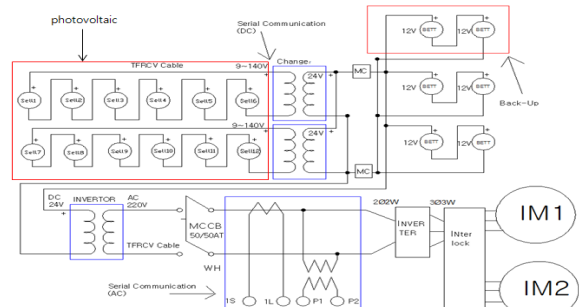 photovoltaic
Serial Communication
(DC)
TFRCV Cable
9~140V
Change,
24V
MC
12V
BETT
12V
BETT
Back-Up
Sell1
Sell2
Sell3
Sell4
Sell5
Sell6
12V
BETT
12V
BETT
9~140V
24V
12V
BETT
12V
BETT
Sell7
Sell8
Sell9
Sell10
Sell11
Sell12
MC
DC
24V
INVERTOR
AC
220V
MCCB
50/50AT
2Ø2W
INVER
TER
3Ø3W
INter
lock
IM1
TFRCV Cable
WH
Serial Communication
(AC)
1S
1L
P1
P2
IM2